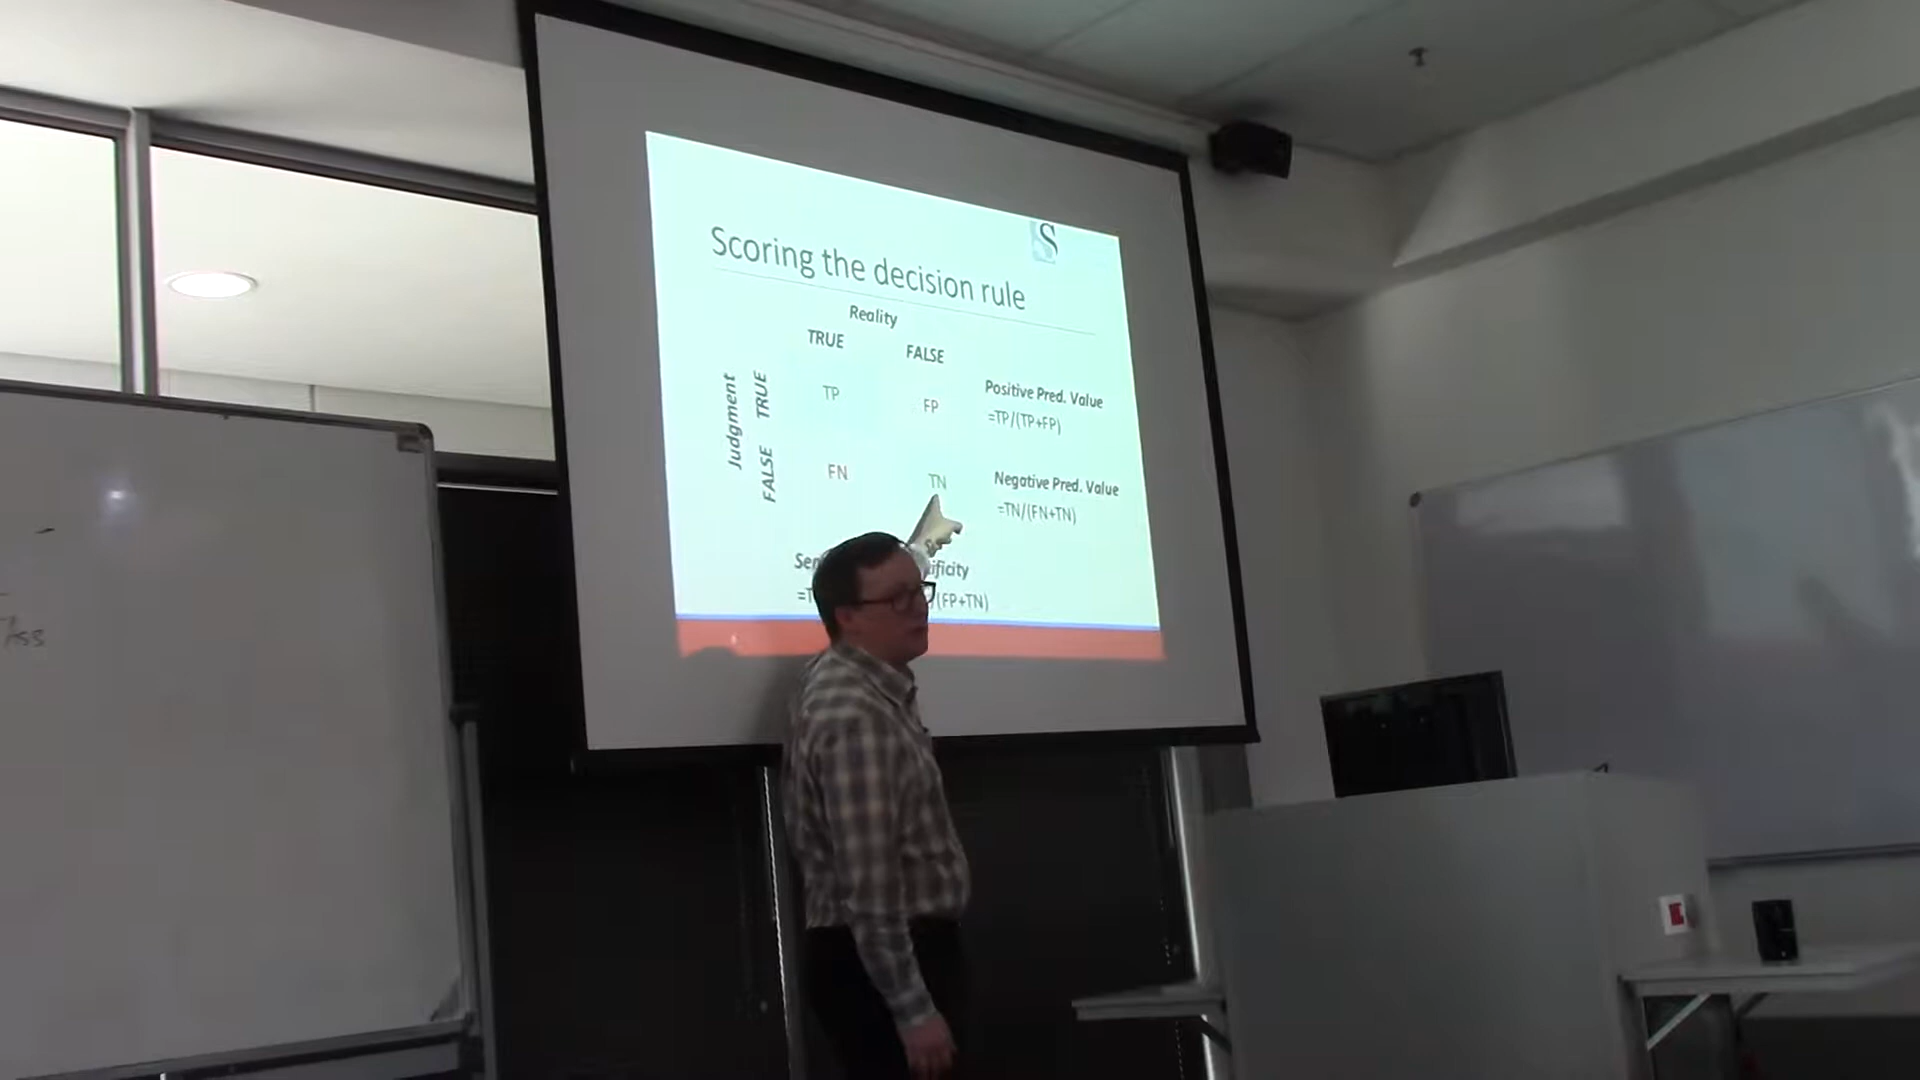 S
Scoring the decision rule
Reality
TRUE FALSE
Judgment
TRUE
TP FP
Positive Pred. Value
=TP/(TP+FP)
FALSE
FN TN
Negative Pred. Value
=TN/(FN+TN)
ificity
/(FP+TN)